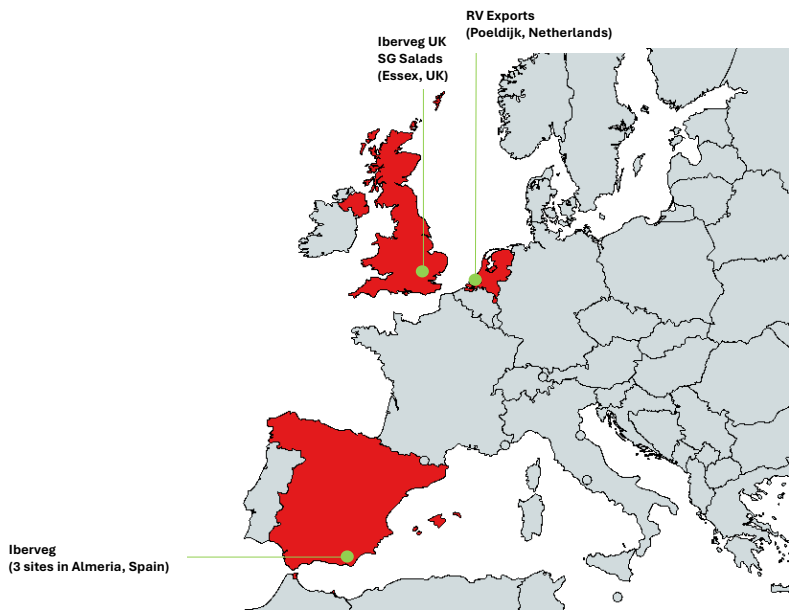 RV Exports
(Poeldijk, Netherlands)
Iberveg UK
SG Salads
(Essex, UK)
Iberveg
(3 sites in Almeria, Spain)